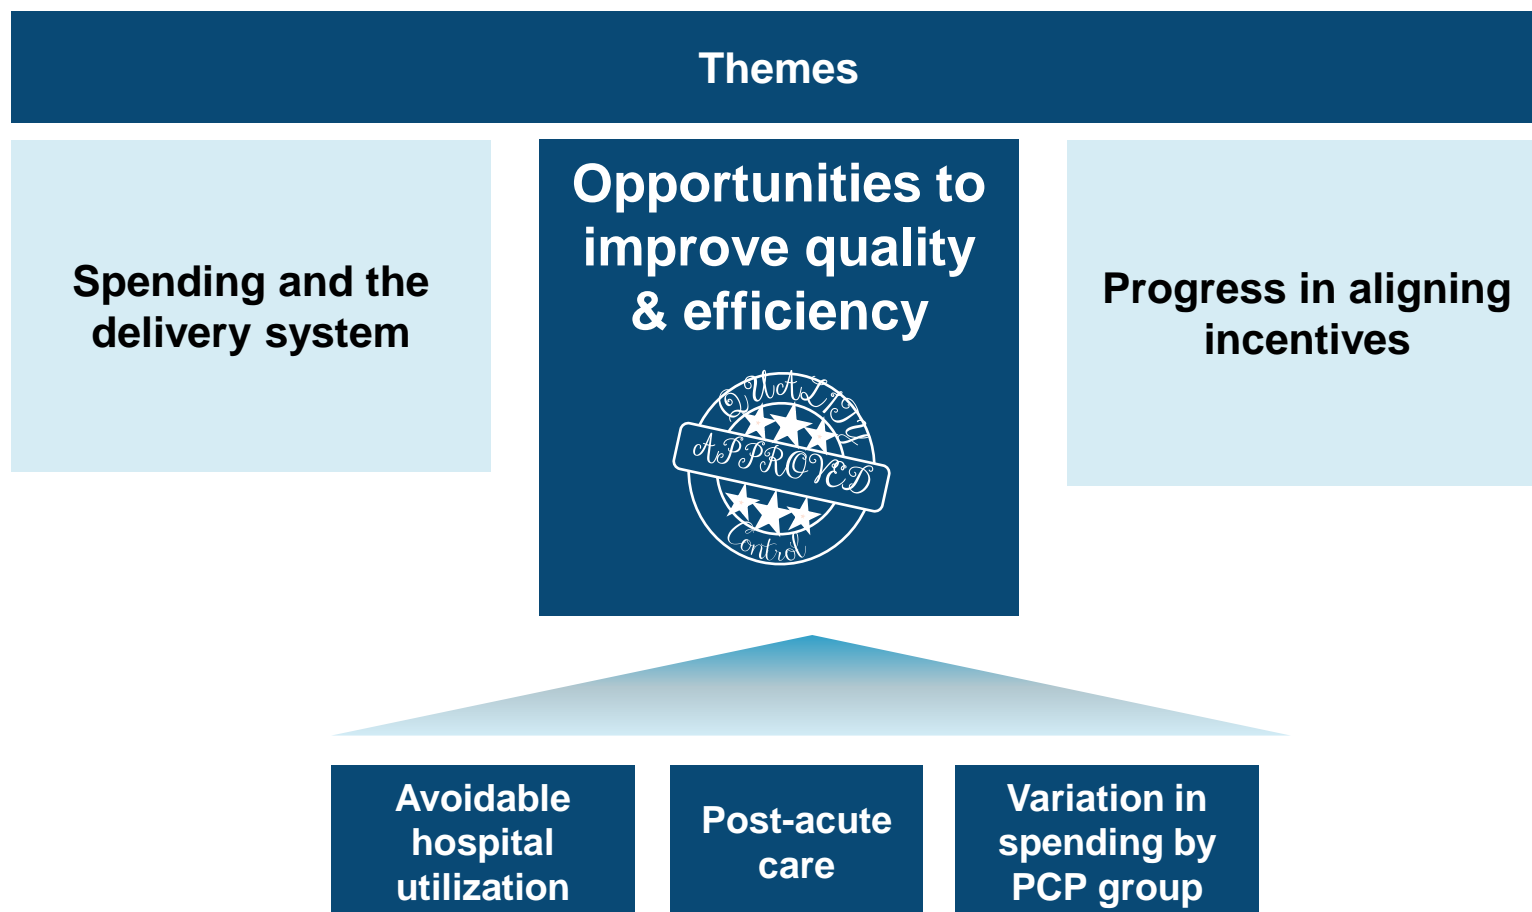 Themes
Spending and the
delivery system
Opportunities to
improve quality
& efficiency
QUALITY
APPROVED
Control
Progress in aligning
incentives
Avoidable
hospital
utilization
Post-acute
care
Variation in
spending by
PCP group